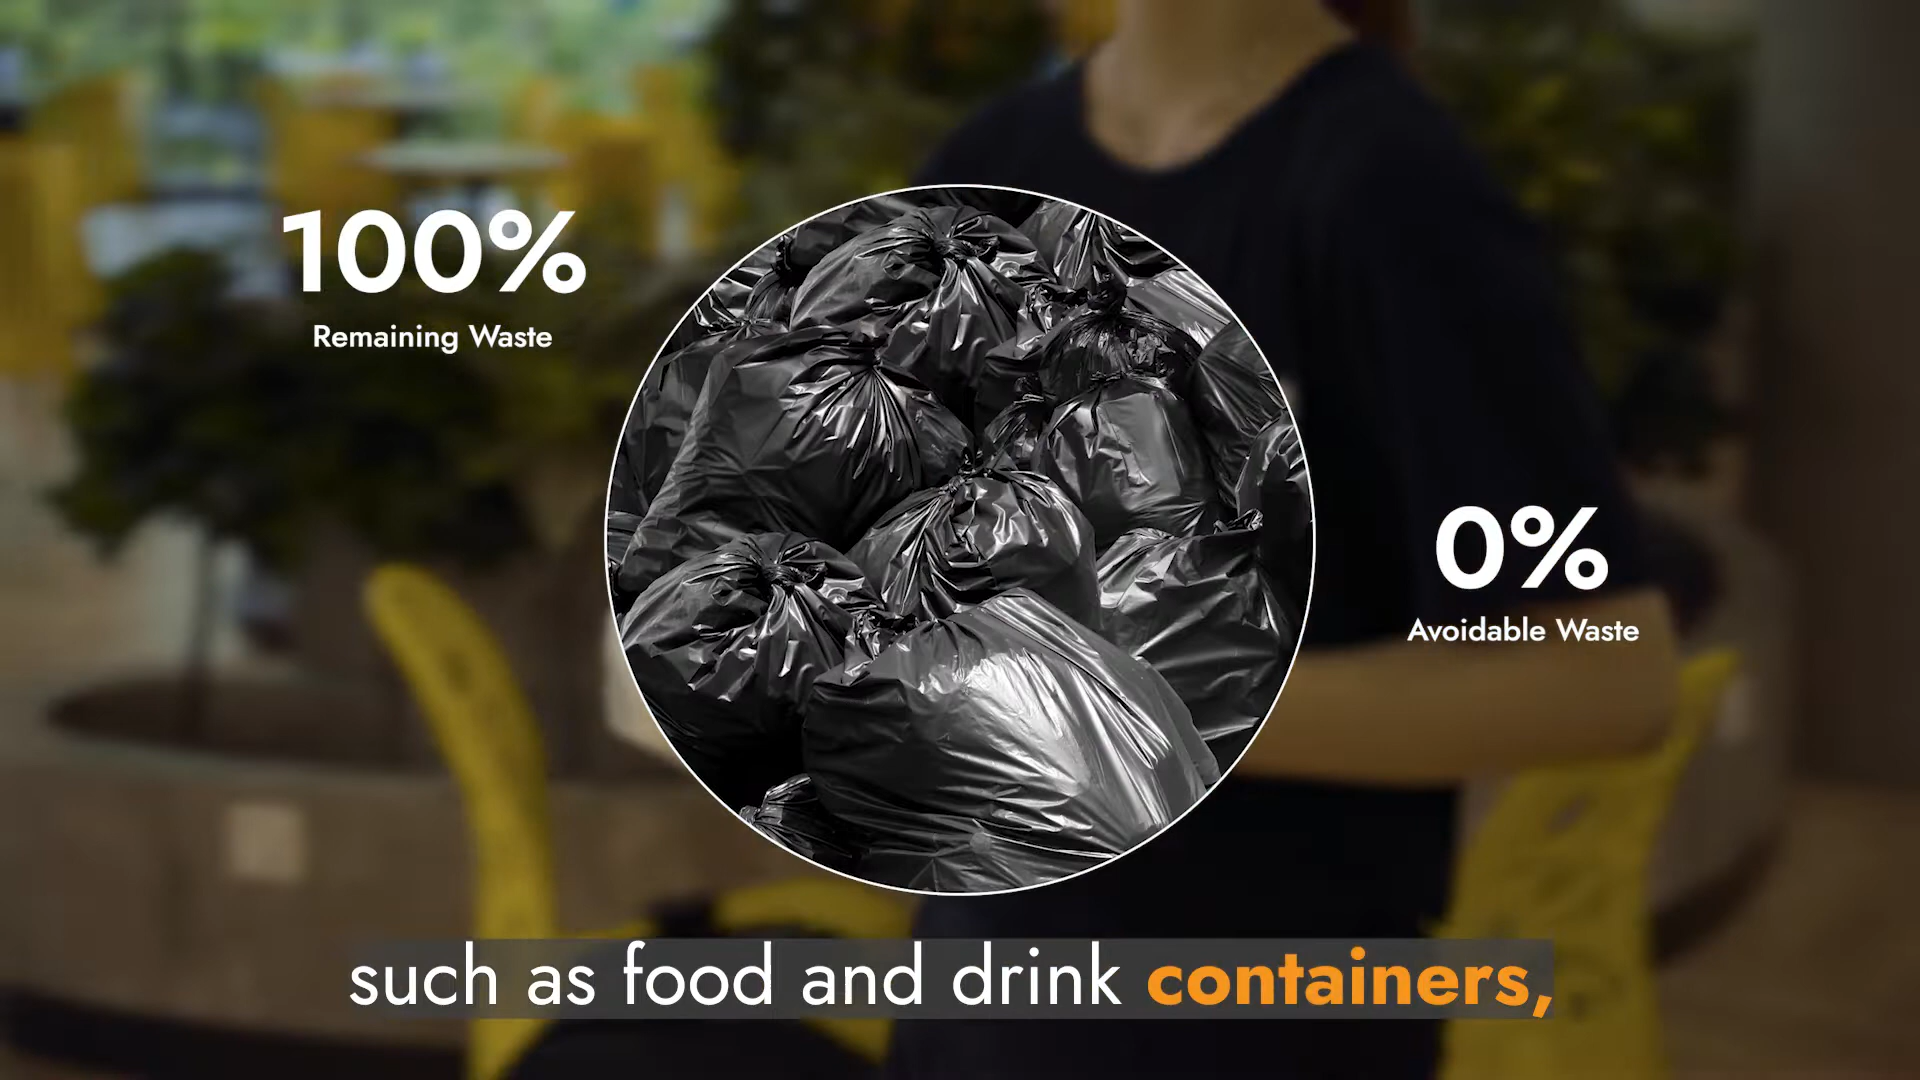 100%
Remaining Waste
0%
Avoidable Waste
such as food and drink containers,